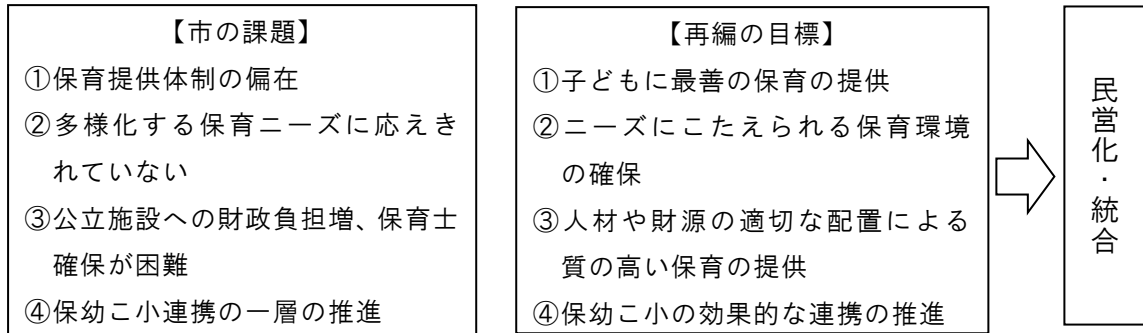 【市の課題】
①保育提供体制の偏在
②多様化する保育ニーズに応えき
れていない
③公立施設への財政負担増、保育士
確保が困難
④保幼こ小連携の一層の推進
【再編の目標】
①子どもに最善の保育の提供
②ニーズにこたえられる保育環境
の確保
③人材や財源の適切な配置による
質の高い保育の提供
④保幼こ小の効果的な連携の推進
民営化・統合